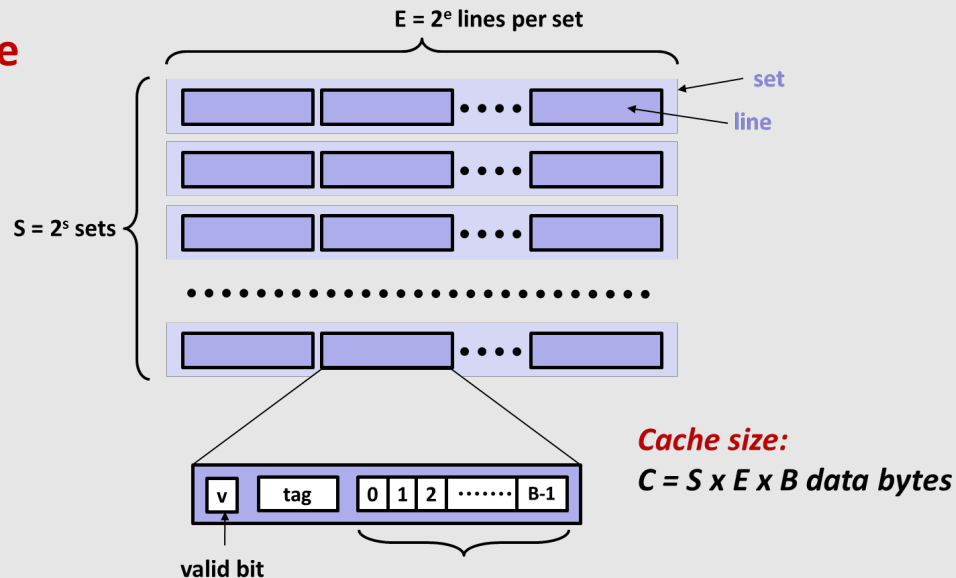 E = 2ᵉ lines per set
e
set
line
S = 2ˢ sets
Cache size:
C = S x E x B data bytes
v tag 0 1 2 ······· B-1
valid bit